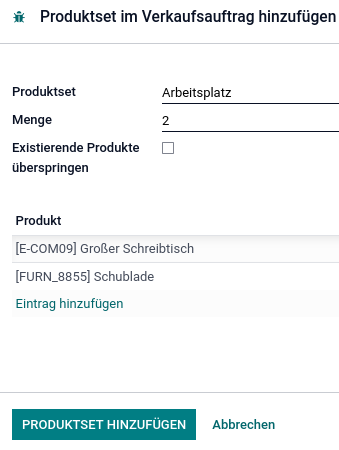 Produktset im Verkaufsauftrag hinzufügen
Produktset Arbeitsplatz
Menge 2
Existierende Produkte
überspringen
Produkt
[E-COM09] Großer Schreibtisch
[FURN_8855] Schublade
Eintrag hinzufügen
PRODUKTSET HINZUFÜGEN Abbrechen